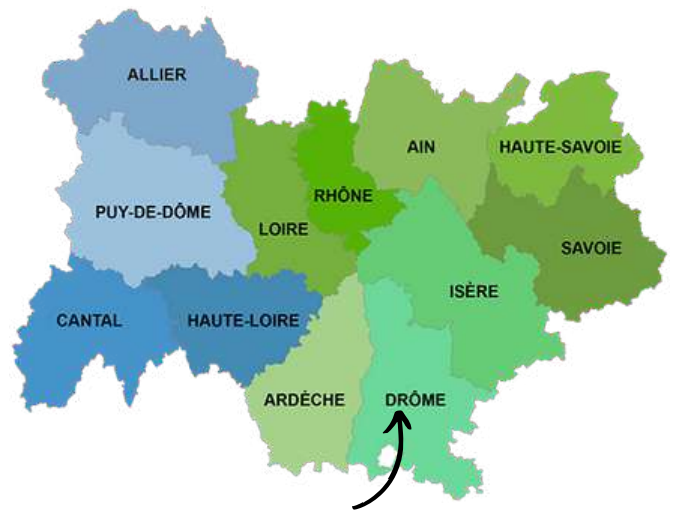 ALLIER
AIN
HAUTE-SAVOIE
RHÔNE
PUY-DE-DÔME
LOIRE
SAVOIE
ISÈRE
CANTAL
HAUTE-LOIRE
ARDÈCHE
DRÔME